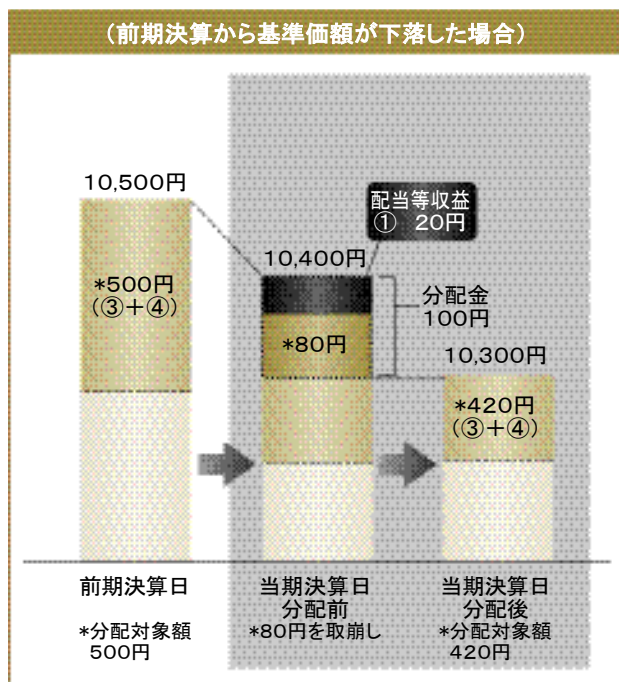 （前期決算から基準価額が下落した場合）
10,500円
*500円
（③＋④）
配当等収益
① 20円
10,400円
*80円
分配金
100円
10,300円
*420円
（③＋④）
前期決算日
*分配対象額
500円
当期決算日
分配前
*80円を取崩し
当期決算日
分配後
*分配対象額
420円